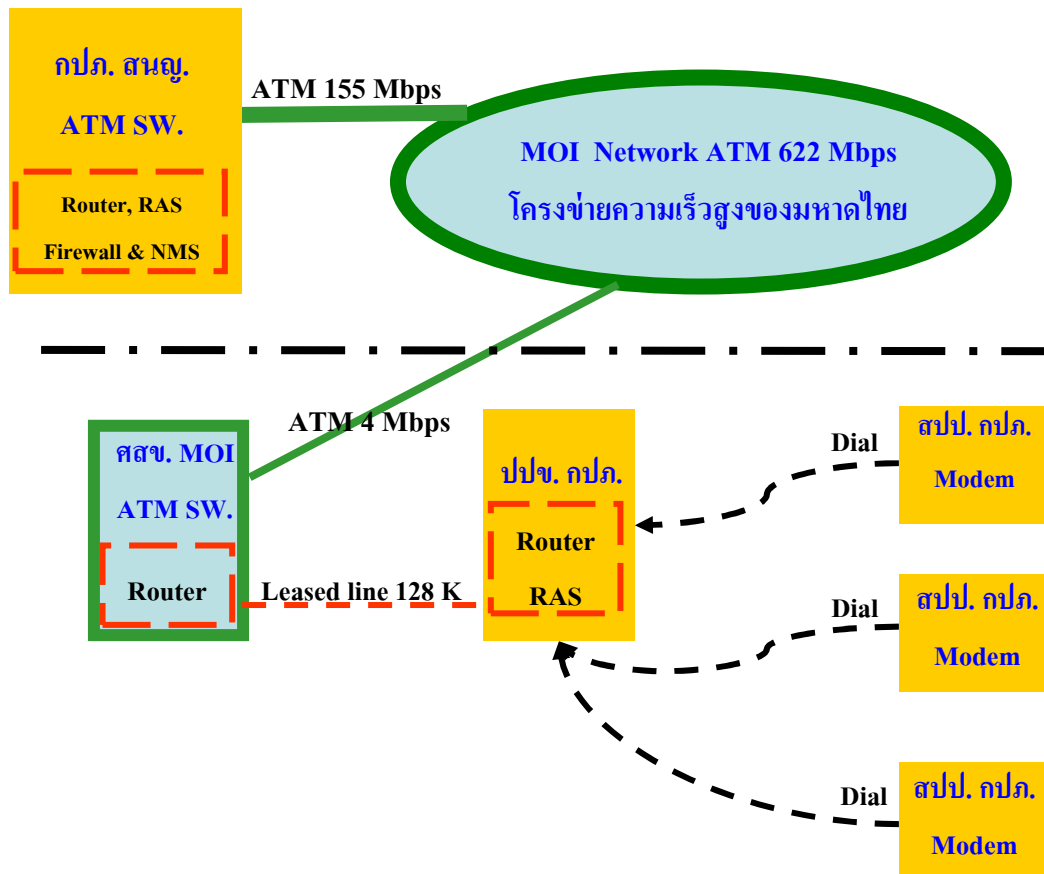 กปภ. สนญ.
ATM SW.
Router, RAS
Firewall & NMS
ATM 155 Mbps
MOI Network ATM 622 Mbps
โครงข่ายความเร็วสูงของมหาดไทย
ATM 4 Mbps
ศสข. MOI
ATM SW.
Router
Leased line 128 K
ปปข. กปภ.
Router
RAS
Dial
สปป. กปภ.
Modem
Dial
สปป. กปภ.
Modem
Dial
สปป. กปภ.
Modem